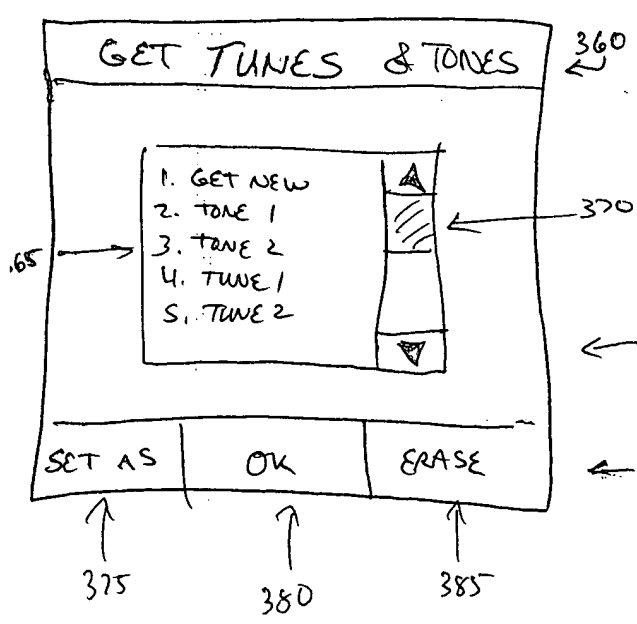 GET TUNES & TONES
360
1. GET NEW
2. TONE 1
370
3. TONE 2
.65
4. TUNE 1
5. TUNE 2
SET AS OK ERASE
375 380 385